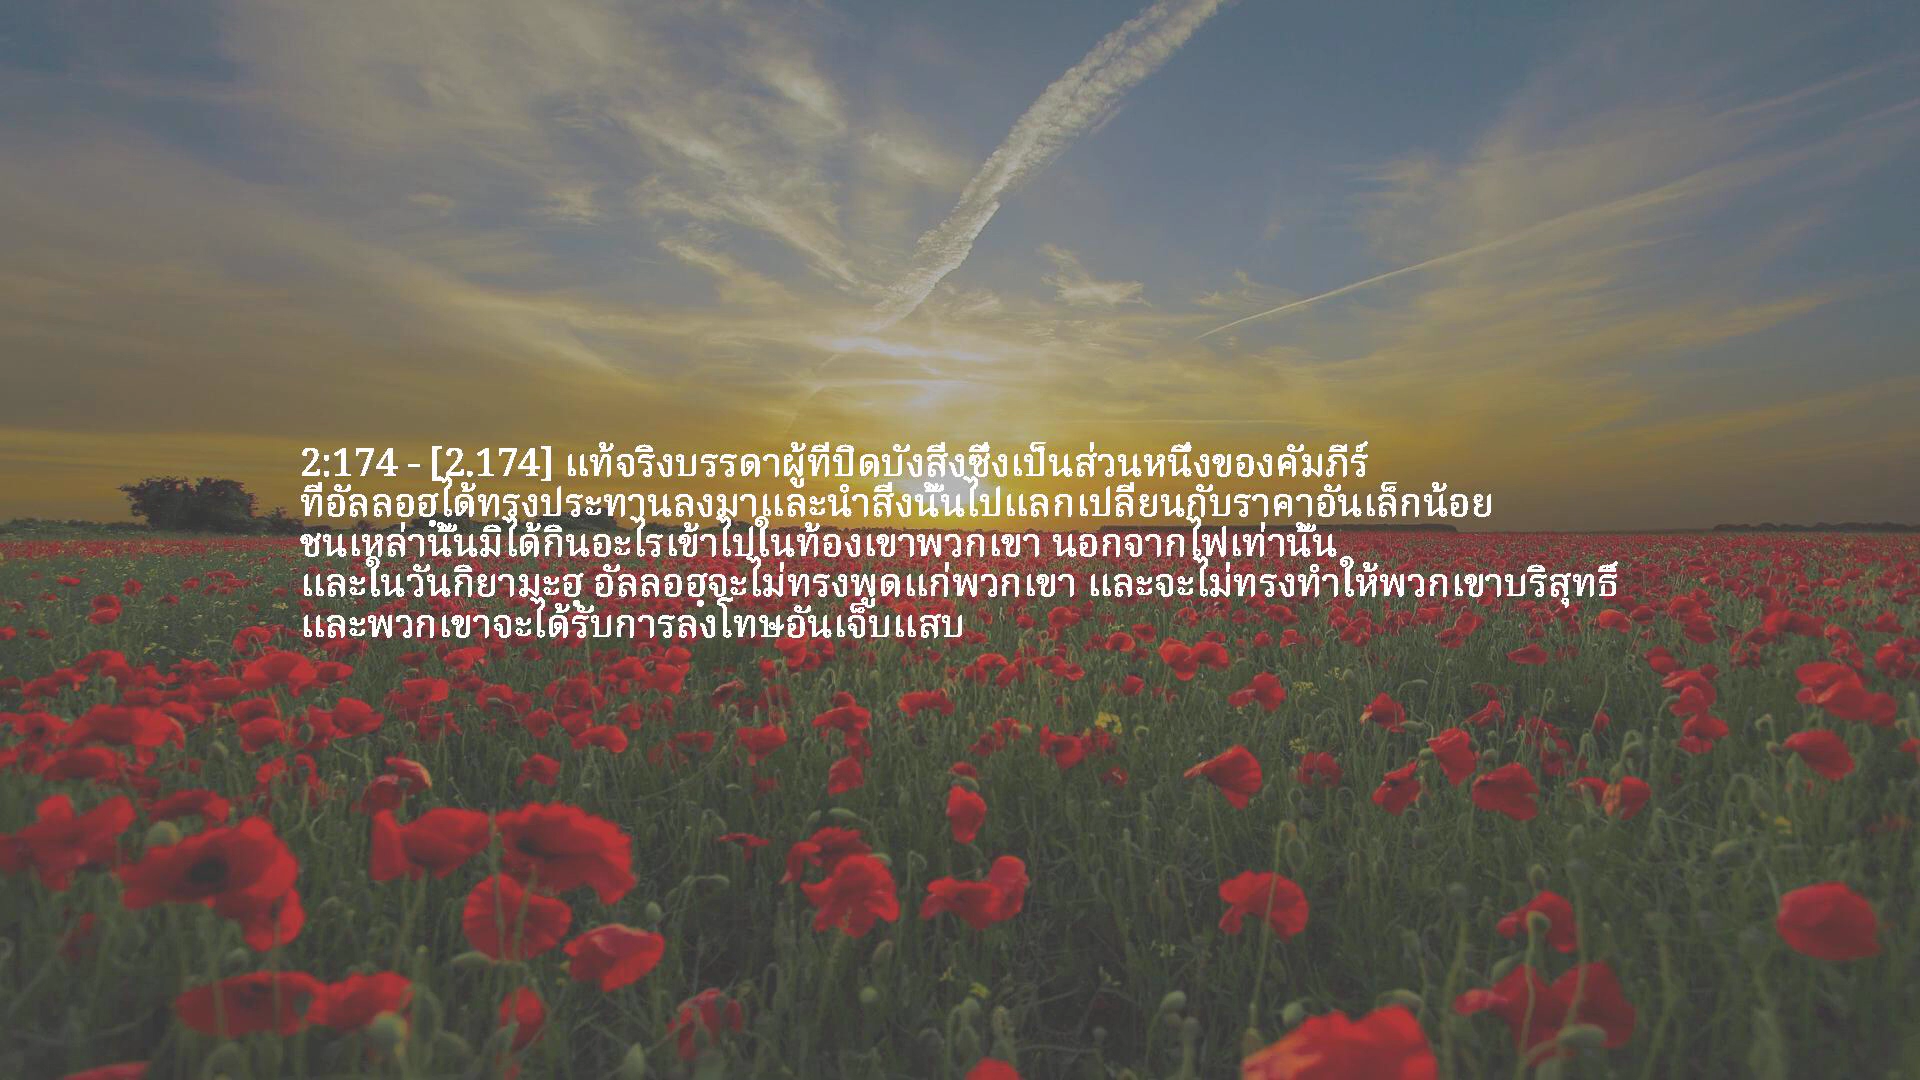 2:174 - [2.174] แท้จริงบรรดาผู้ที่ปิดบังสิ่งซึ่งเป็นส่วนหนึ่งของคัมภีร์
ที่อัลลอฮฺได้ทรงประทานลงมาและนำสิ่งนั้นไปแลกเปลี่ยนกับราคาอันเล็กน้อย
ชนเหล่านั้นมิได้กินอะไรเข้าไปในท้องเขาพวกเขา นอกจากไฟเท่านั้น
และในวันกิยามะฮฺ อัลลอฮฺจะไม่ทรงพูดแก่พวกเขา และจะไม่ทรงทำให้พวกเขาบริสุทธิ์
และพวกเขาจะได้รับการลงโทษอันเจ็บแสบ